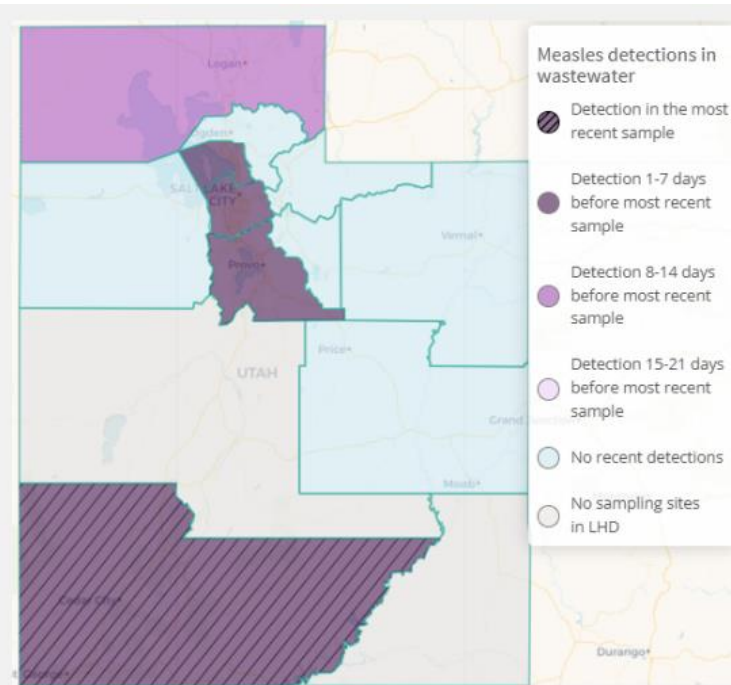 Measles detections in
wastewater
Detection in the most
recent sample
Detection 1-7 days
before most recent
sample
Detection 8-14 days
before most recent
sample
Detection 15-21 days
before most recent
sample
No recent detections
No sampling sites
in LHD
Logan
Ogden
SALT LAKE
CITY
Provo
Vernal
Price
UTAH
Grand
Moab
Cedar City
Durango